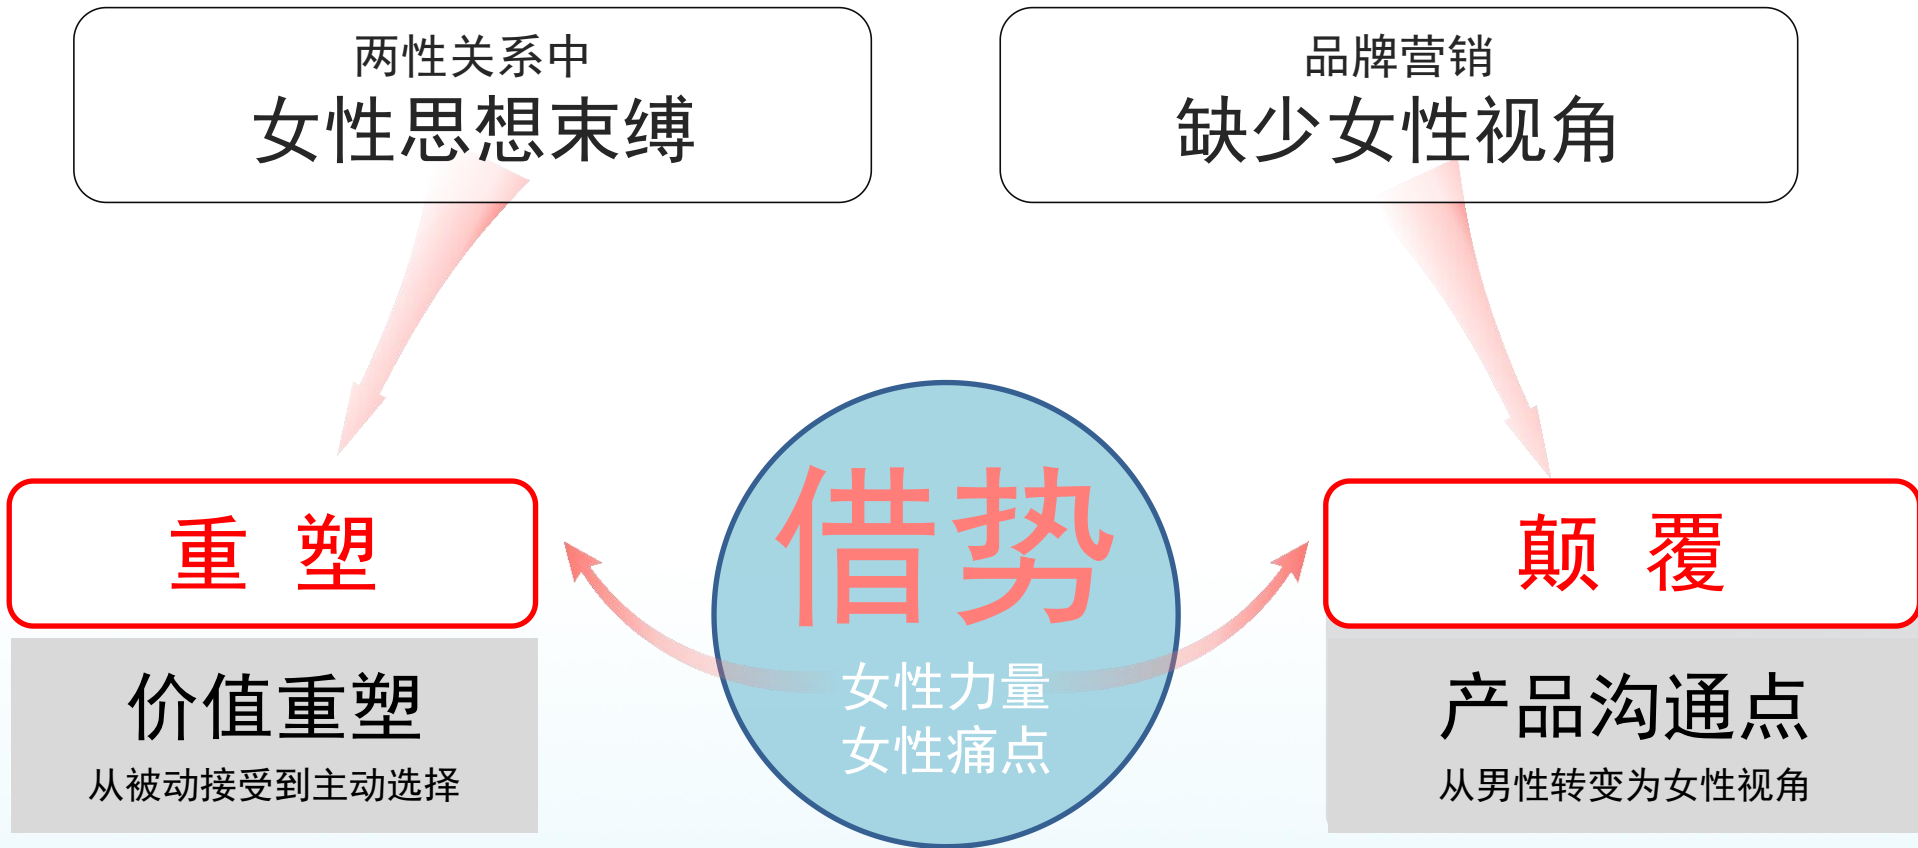 两性关系中
女性思想束缚
品牌营销
缺少女性视角
重 塑
价值重塑
从被动接受到主动选择
借势
女性力量
女性痛点
颠 覆
产品沟通点
从男性转变为女性视角